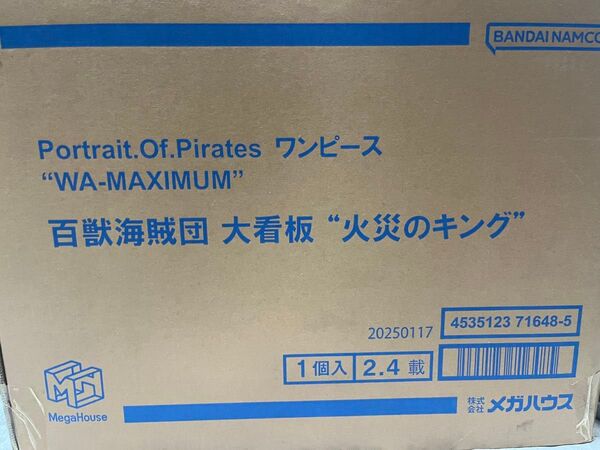 BANDAI NAMCO
Portrait.Of.Pirates ワンピース
“WA-MAXIMUM”
百獣海賊団 大看板 “火災のキング”
20250117
4535123 71648-5
1個入 2.4 載
MegaHouse
株式会社 メガハウス